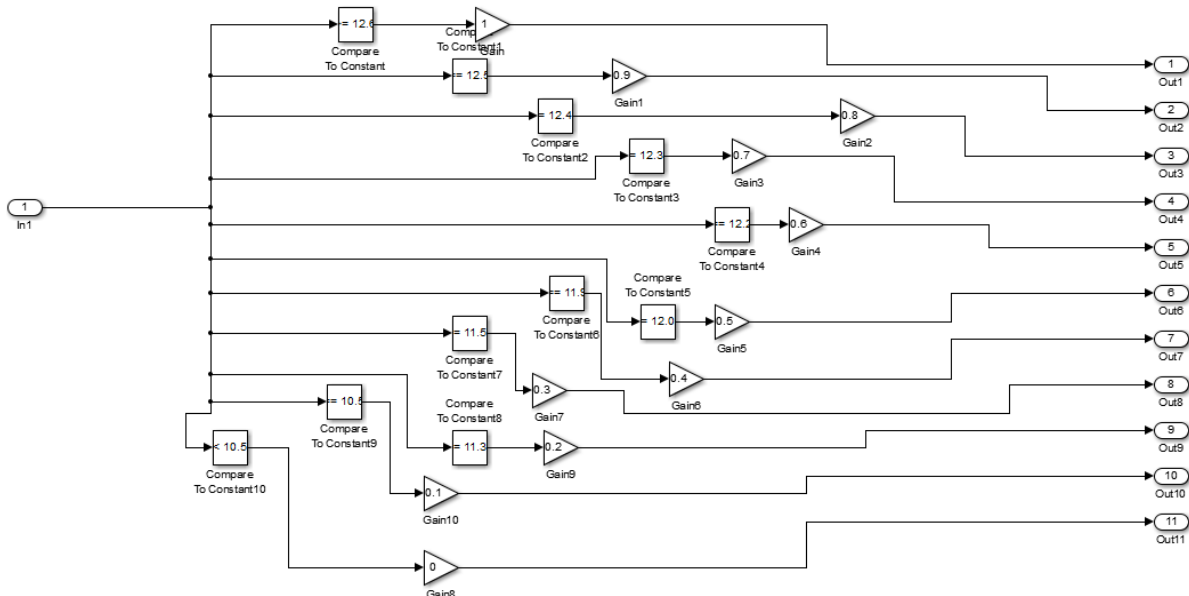 = 12.6
1
Compare
To Constant
Compare
To Constant1
Gain
1
Out1
= 12.5
0.9
Gain1
2
Out2
= 12.4
0.8
Compare
To Constant2
Gain2
3
Out3
= 12.3
0.7
Compare
To Constant3
Gain3
4
Out4
1
In1
= 12.2
0.6
Compare
To Constant4
Gain4
5
Out5
Compare
To Constant5
== 11.9
Compare
To Constant6
= 12.0
0.5
Gain5
6
Out6
= 11.5
Compare
To Constant7
0.4
Gain6
7
Out7
0.3
Gain7
8
Out8
= 10.5
Compare
To Constant9
Compare
To Constant8
= 11.3
0.2
Gain9
9
Out9
< 10.5
Compare
To Constant10
0.1
Gain10
10
Out10
0
Gain8
11
Out11